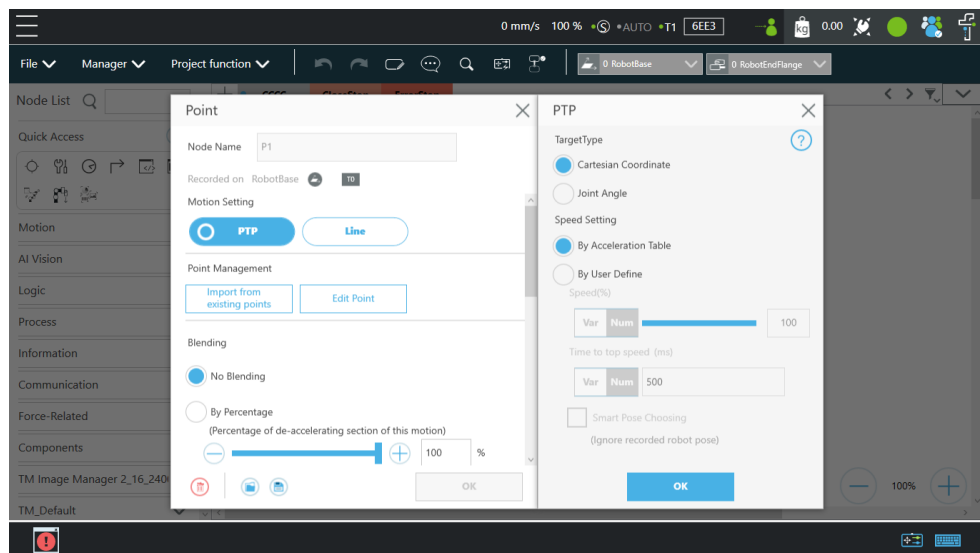 0 mm/s 100 % S AUTO T1 6EE3 kg 0.00
File Manager Project function 0 RobotBase 0 RobotEndFlange
Node List
Quick Access
Motion
AI Vision
Logic
Process
Information
Communication
Force-Related
Components
TM Image Manager 2_16_240
TM_Default
Point
Node Name P1
Recorded on RobotBase T0
Motion Setting
PTP Line
Point Management
Import from
existing points
Edit Point
Blending
No Blending
By Percentage
(Percentage of de-accelerating section of this motion)
100 %
OK
PTP
TargetType ?
Cartesian Coordinate
Joint Angle
Speed Setting
By Acceleration Table
By User Define
Speed(%)
Var Num 100
Time to top speed (ms)
Var Num 500
Smart Pose Choosing
(Ignore recorded robot pose)
OK
100%